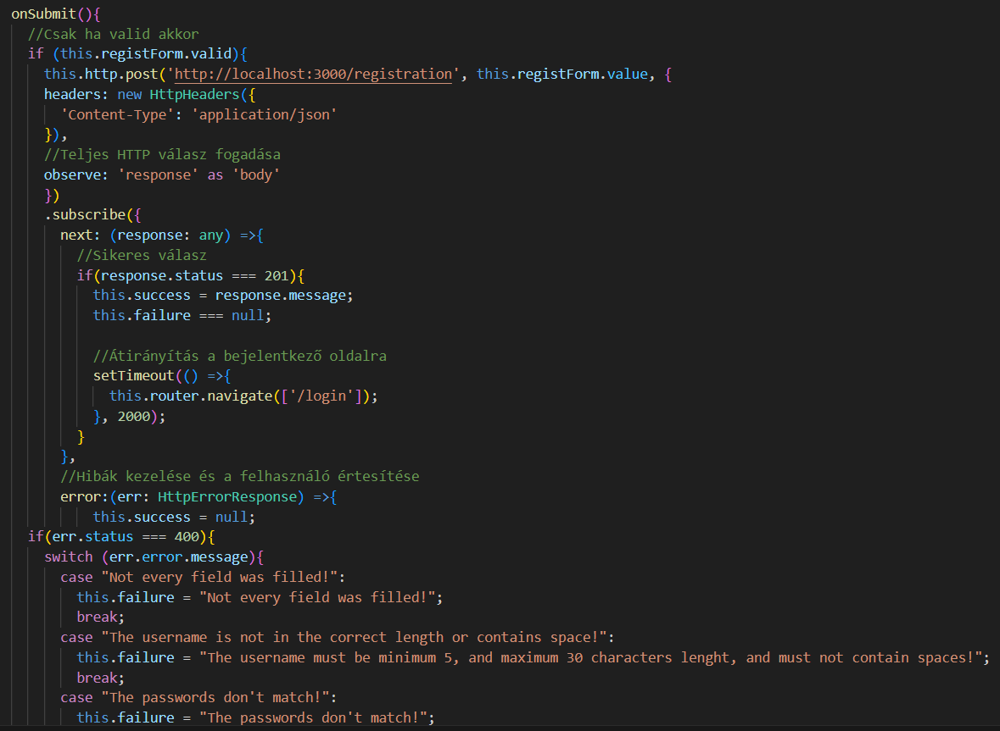 onSubmit(){
//Csak ha valid akkor
if (this.registForm.valid){
this.http.post('http://localhost:3000/registration', this.registForm.value, {
headers: new HttpHeaders({
'Content-Type': 'application/json'
}),
//Teljes HTTP válasz fogadása
observe: 'response' as 'body'
})
.subscribe({
next: (response: any) =>{
//Sikeres válasz
if(response.status === 201){
this.success = response.message;
this.failure === null;
//Átirányítás a bejelentkező oldalra
setTimeout(() =>{
this.router.navigate(['/login']);
}, 2000);
}
},
//Hibák kezelése és a felhasználó értesítése
error:(err: HttpErrorResponse) =>{
this.success = null;
if(err.status === 400){
switch (err.error.message){
case "Not every field was filled!":
this.failure = "Not every field was filled!";
break;
case "The username is not in the correct length or contains space!":
this.failure = "The username must be minimum 5, and maximum 30 characters lenght, and must not contain spaces!";
break;
case "The passwords don't match!":
this.failure = "The passwords don't match!";